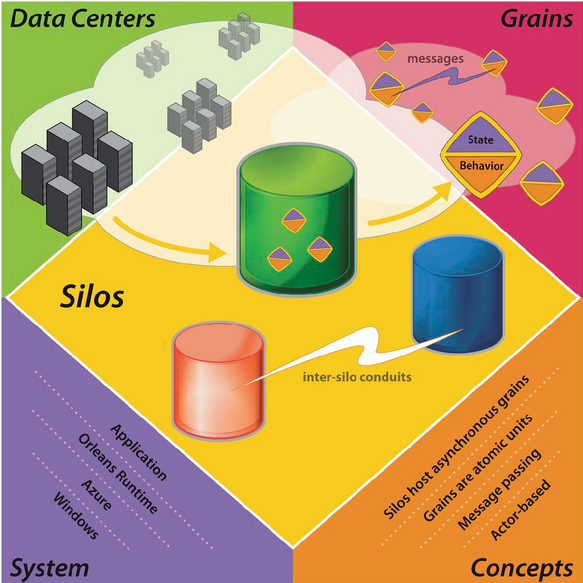 Data Centers
Grains
messages
State
Behavior
Silos
inter-silo conduits
Application
Orleans Runtime
Azure
Windows
System
Silos host asynchronous grains
Grains are atomic units
Message passing
Actor-based
Concepts